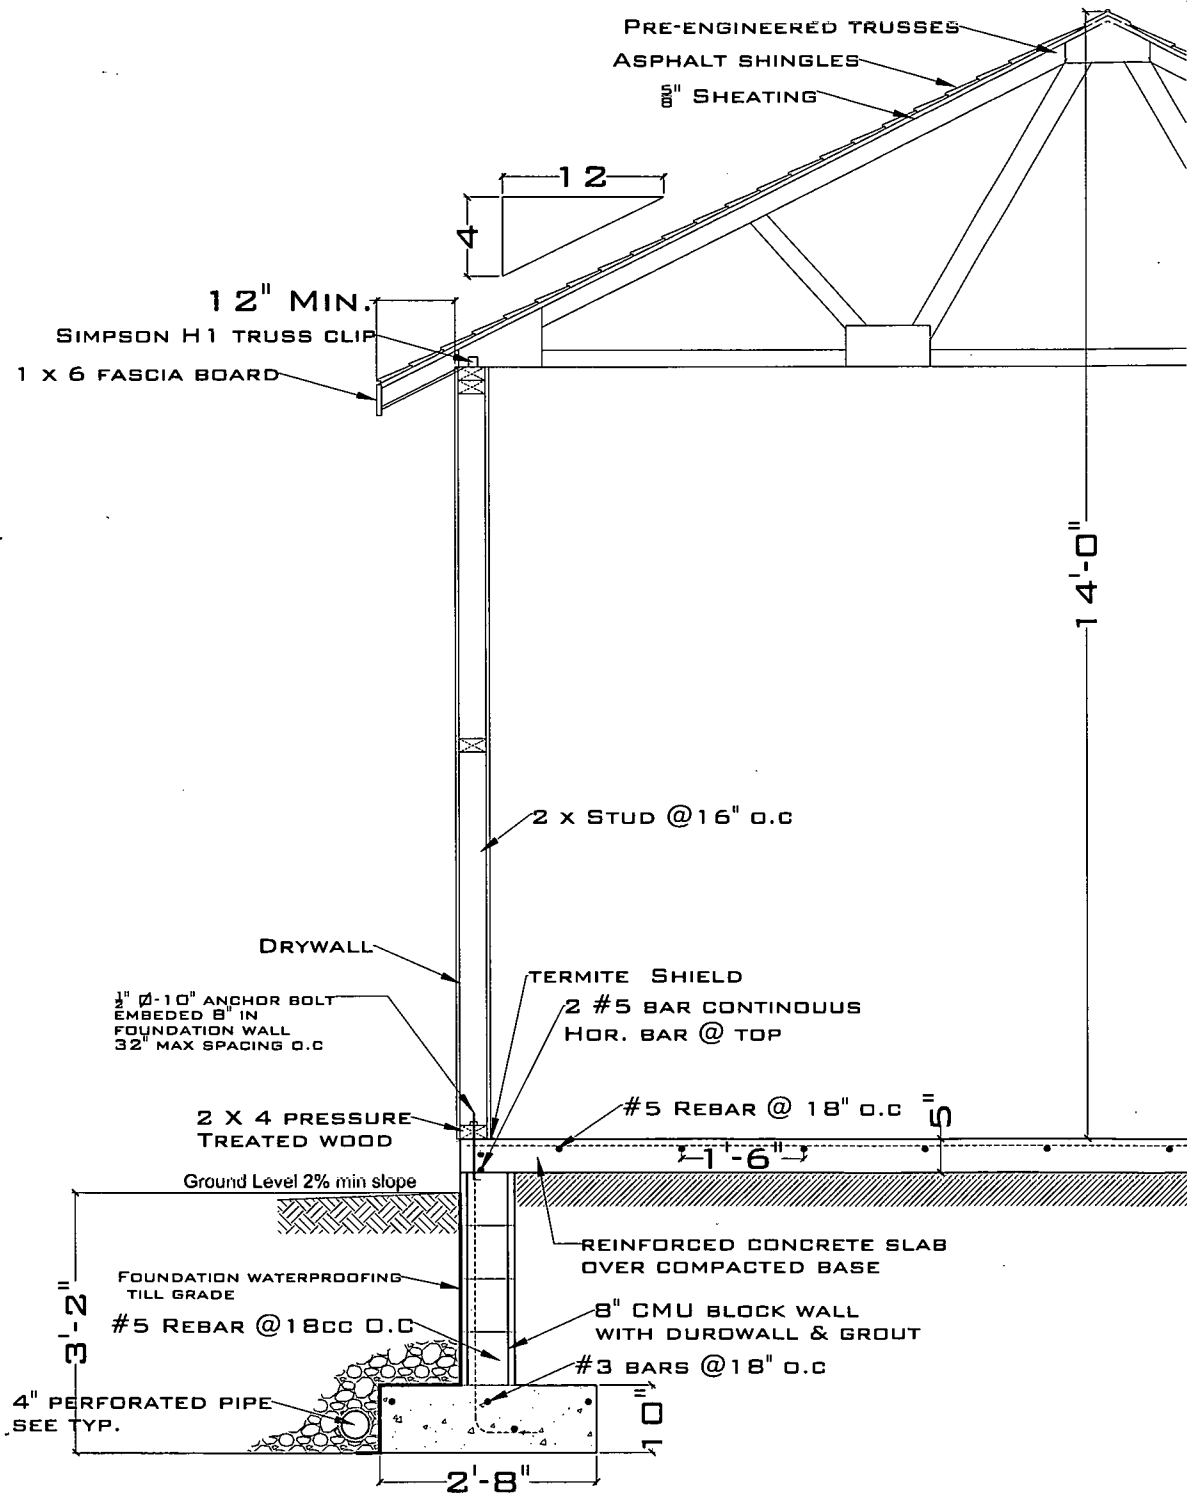 PRE-ENGINEERED TRUSSES
ASPHALT SHINGLES
5/8" SHEATING
12
4
12" MIN.
SIMPSON H1 TRUSS CLIP
1 X 6 FASCIA BOARD
14'-0"
2 X STUD @16" O.C
DRYWALL
TERMITE SHIELD
1/2" Ø-10" ANCHOR BOLT
EMBEDED 8" IN
FOUNDATION WALL
32" MAX SPACING O.C
2 #5 BAR CONTINOUUS
HOR. BAR @ TOP
2 X 4 PRESSURE
TREATED WOOD
#5 REBAR @ 18" O.C
5"
1'-6"
Ground Level 2% min slope
REINFORCED CONCRETE SLAB
OVER COMPACTED BASE
FOUNDATION WATERPROOFING
TILL GRADE
3'-2"
#5 REBAR @18CC O.C
8" CMU BLOCK WALL
WITH DUROWALL & GROUT
#3 BARS @18" O.C
4" PERFORATED PIPE
SEE TYP.
10"
2'-8"